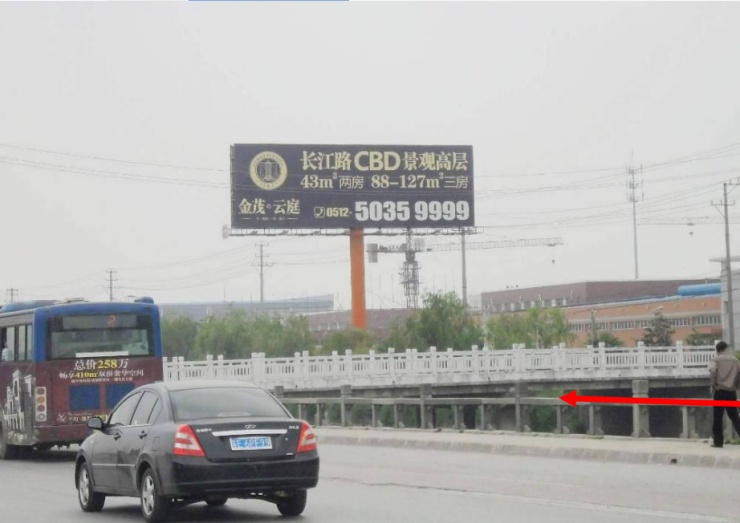 长江路CBD景观高层
43m²两房 88-127m²三房
金茂·云庭
0512-5035 9999
总价258万